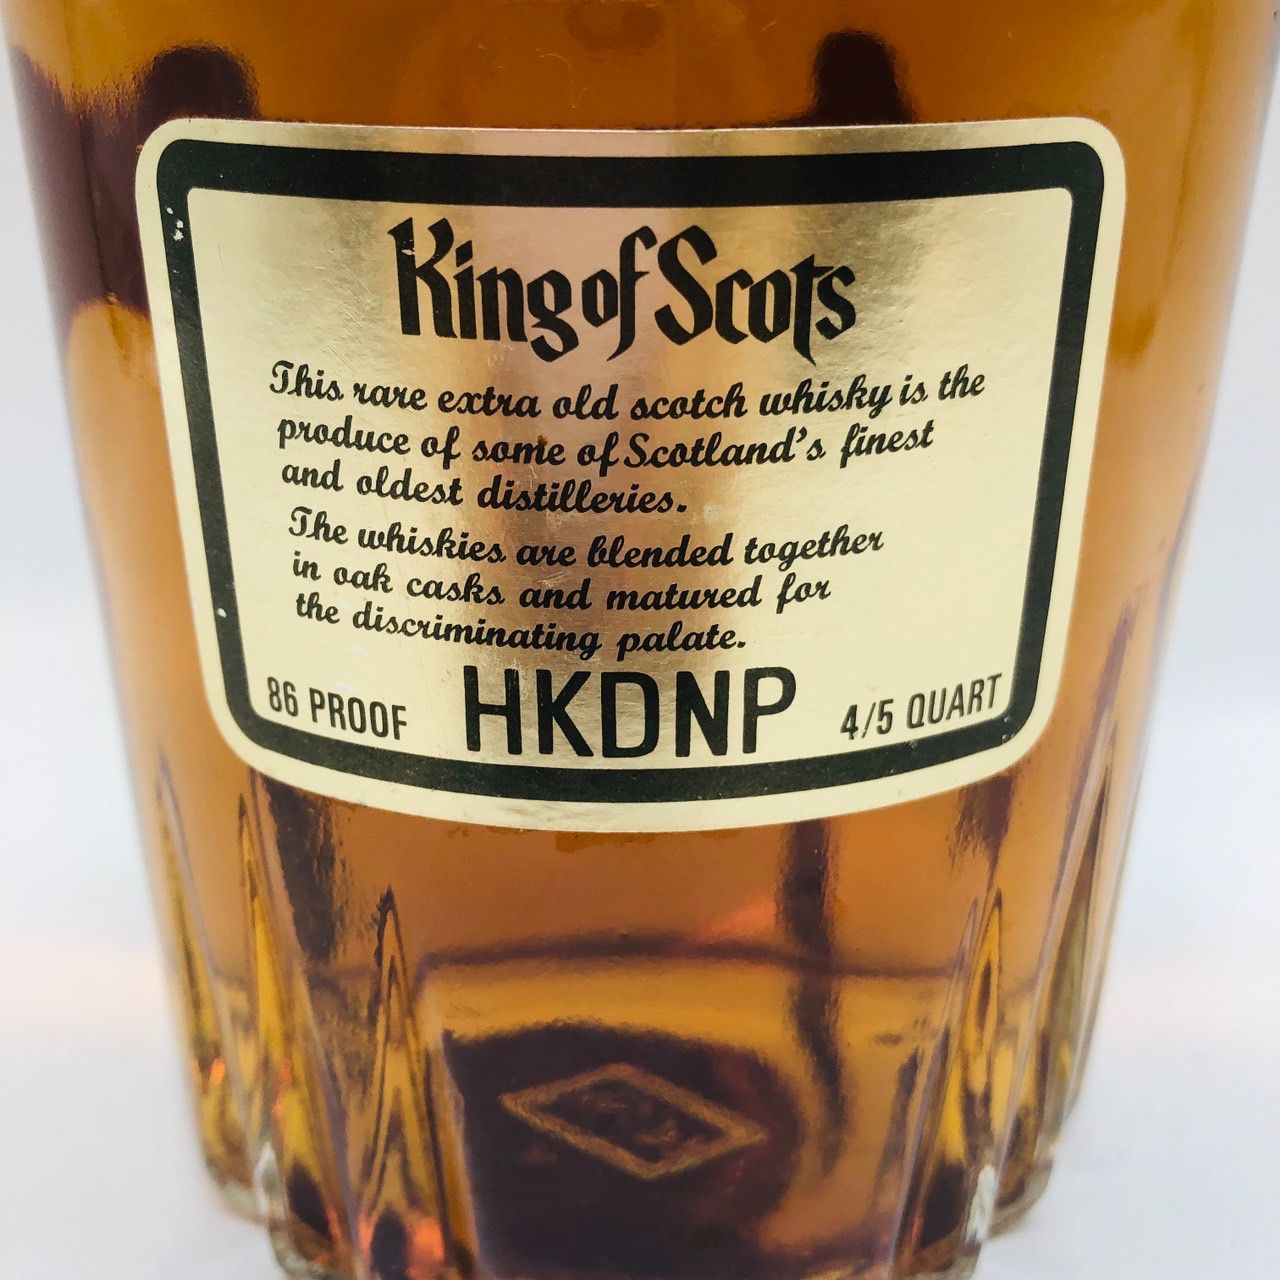 King of Scots
This rare extra old scotch whisky is the
produce of some of Scotland's finest
and oldest distilleries.
The whiskies are blended together
in oak casks and matured for
the discriminating palate.
86 PROOF HKDNP 4/5 QUART